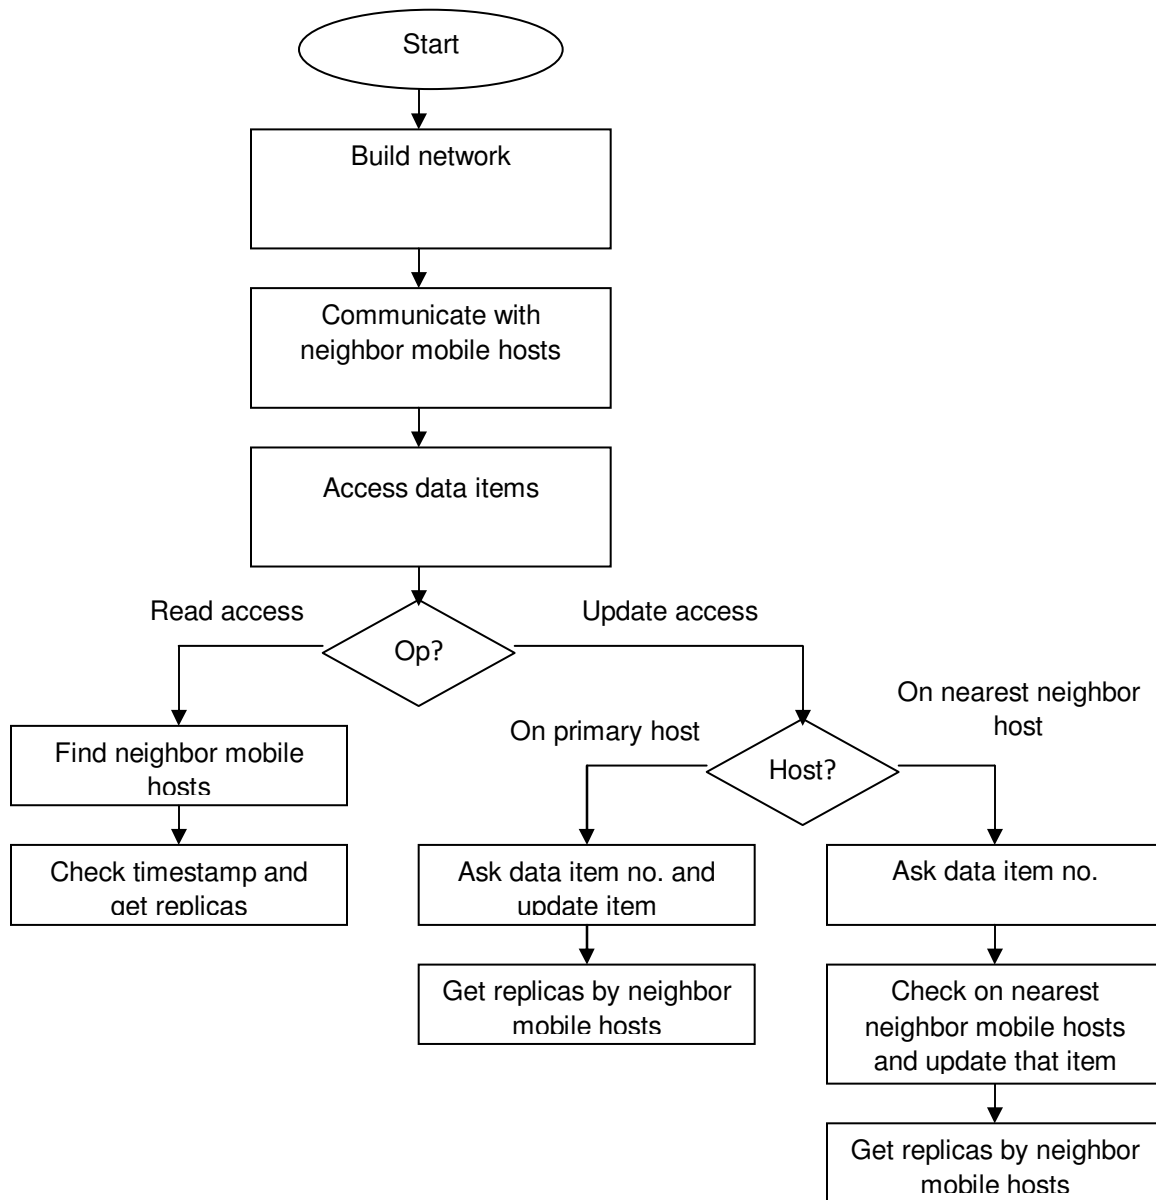 Start
Build network
Communicate with
neighbor mobile hosts
Access data items
Read access
Update access
Op?
On nearest neighbor
host
On primary host
Host?
Find neighbor mobile
hosts
Check timestamp and
get replicas
Ask data item no. and
update item
Get replicas by neighbor
mobile hosts
Ask data item no.
Check on nearest
neighbor mobile hosts
and update that item
Get replicas by neighbor
mobile hosts